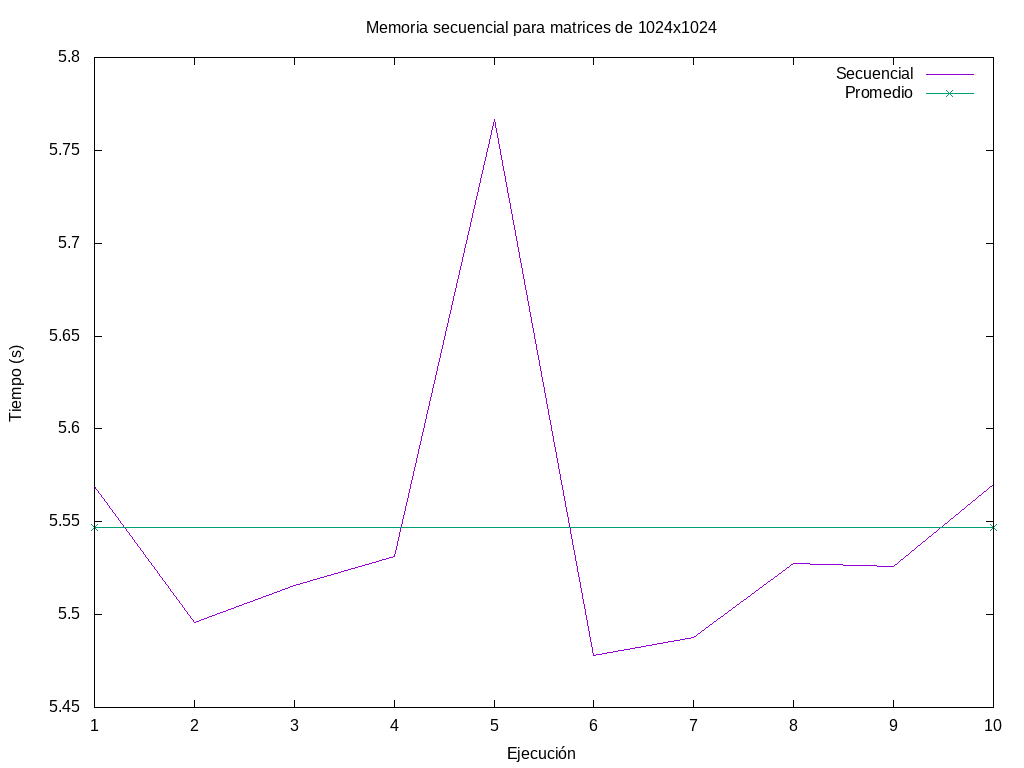 Memoria secuencial para matrices de 1024x1024
5.8
5.75
5.7
5.65
5.6
5.55
5.5
5.45
Tiempo (s)
Secuencial
Promedio
1 2 3 4 5 6 7 8 9 10
Ejecución